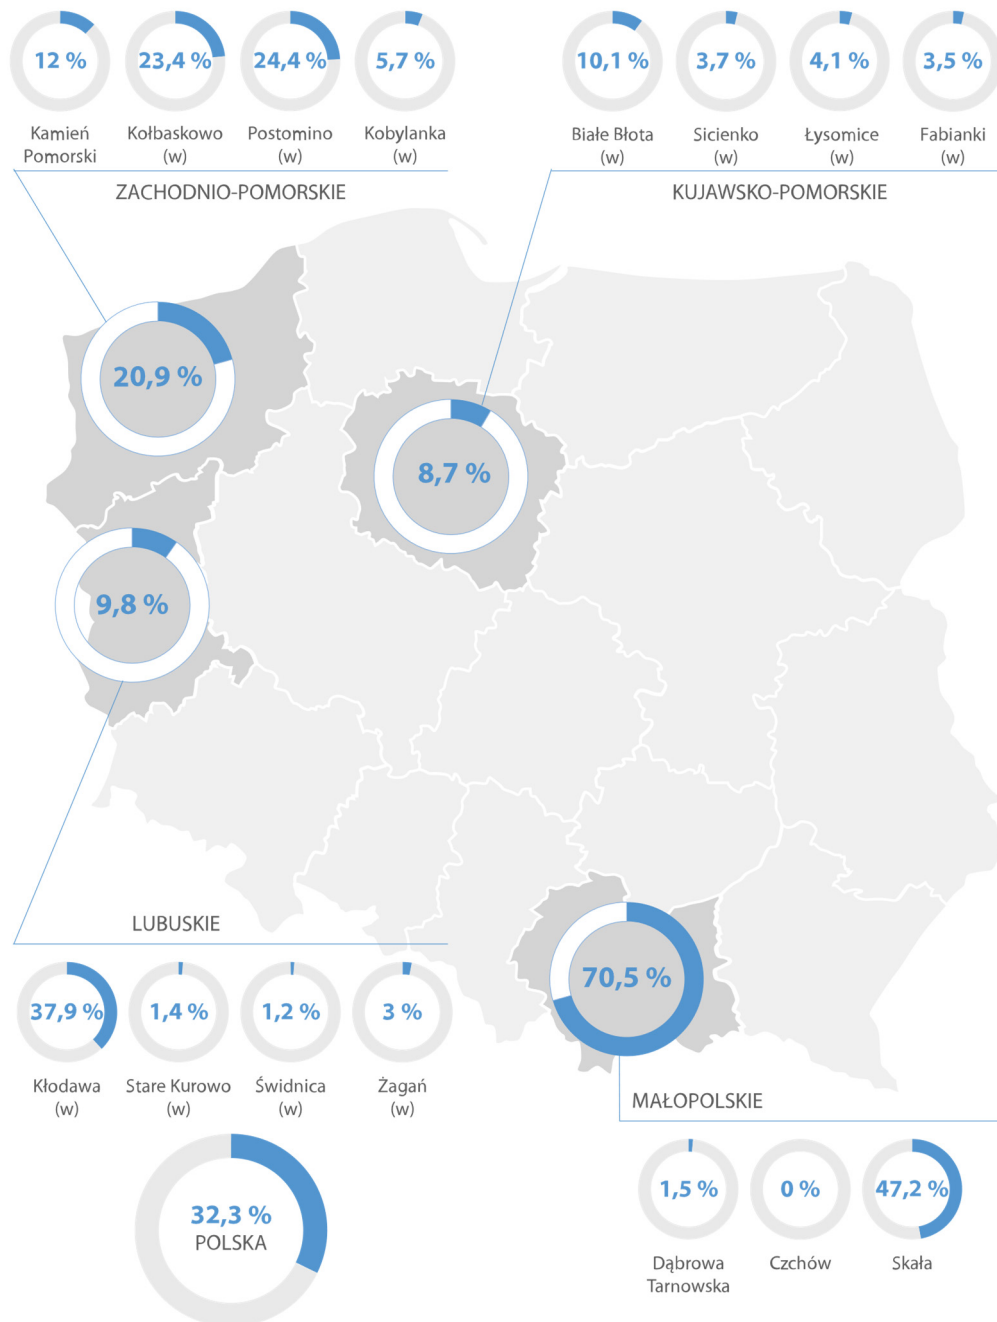 12 %
23,4 %
24,4 %
5,7 %
Kamień
Pomorski
Kołbaskowo
(w)
Postomino
(w)
Kobylanka
(w)
ZACHODNIO-POMORSKIE
10,1 %
3,7 %
4,1 %
3,5 %
Białe Błota
(w)
Sicienko
(w)
Łysomice
(w)
Fabianki
(w)
KUJAWSKO-POMORSKIE
20,9 %
8,7 %
9,8 %
70,5 %
LUBUSKIE
37,9 %
1,4 %
1,2 %
3 %
Kłodawa
(w)
Stare Kurowo
(w)
Świdnica
(w)
Żagań
(w)
32,3 %
POLSKA
MAŁOPOLSKIE
1,5 %
0 %
47,2 %
Dąbrowa
Tarnowska
Czchów
Skała